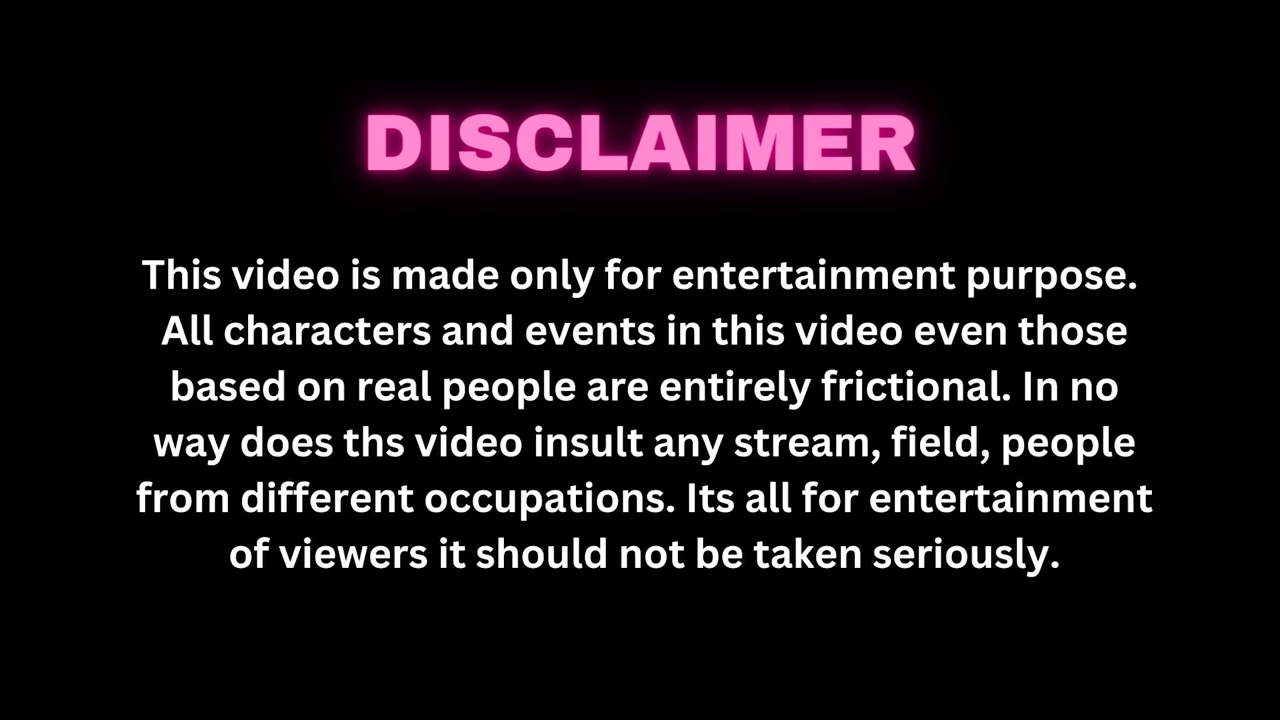 DISCLAIMER
This video is made only for entertainment purpose.
All characters and events in this video even those
based on real people are entirely frictional. In no
way does ths video insult any stream, field, people
from different occupations. Its all for entertainment
of viewers it should not be taken seriously.